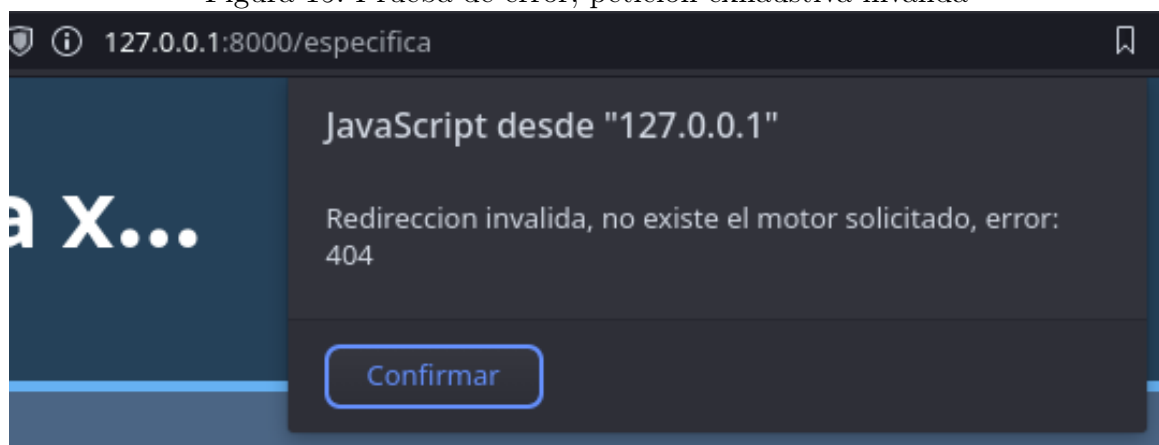 127.0.0.1:8000/especifica
JavaScript desde "127.0.0.1"
a x...
Redireccion invalida, no existe el motor solicitado, error:
404
Confirmar